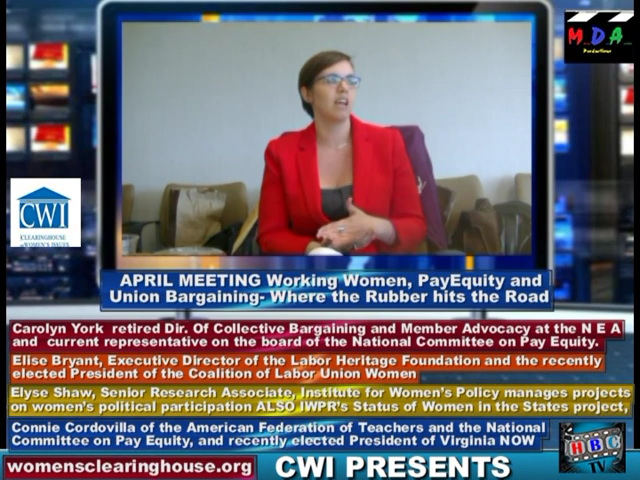 M DA
Productions
CWI
CLEARINGHOUSE
ON WOMEN'S ISSUES
APRIL MEETING Working Women, PayEquity and
Union Bargaining- Where the Rubber hits the Road
Carolyn York retired Dir. Of Collective Bargaining and Member Advocacy at the N E A
and current representative on the board of the National Committee on Pay Equity.
Elise Bryant, Executive Director of the Labor Heritage Foundation and the recently
elected President of the Coalition of Labor Union Women
Elyse Shaw, Senior Research Associate, Institute for Women's Policy manages projects
on women's political participation ALSO IWPR's Status of Women in the States project,
Connie Cordovilla of the American Federation of Teachers and the National
Committee on Pay Equity, and recently elected President of Virginia NOW
womensclearinghouse.org CWI PRESENTS
HBC
TV